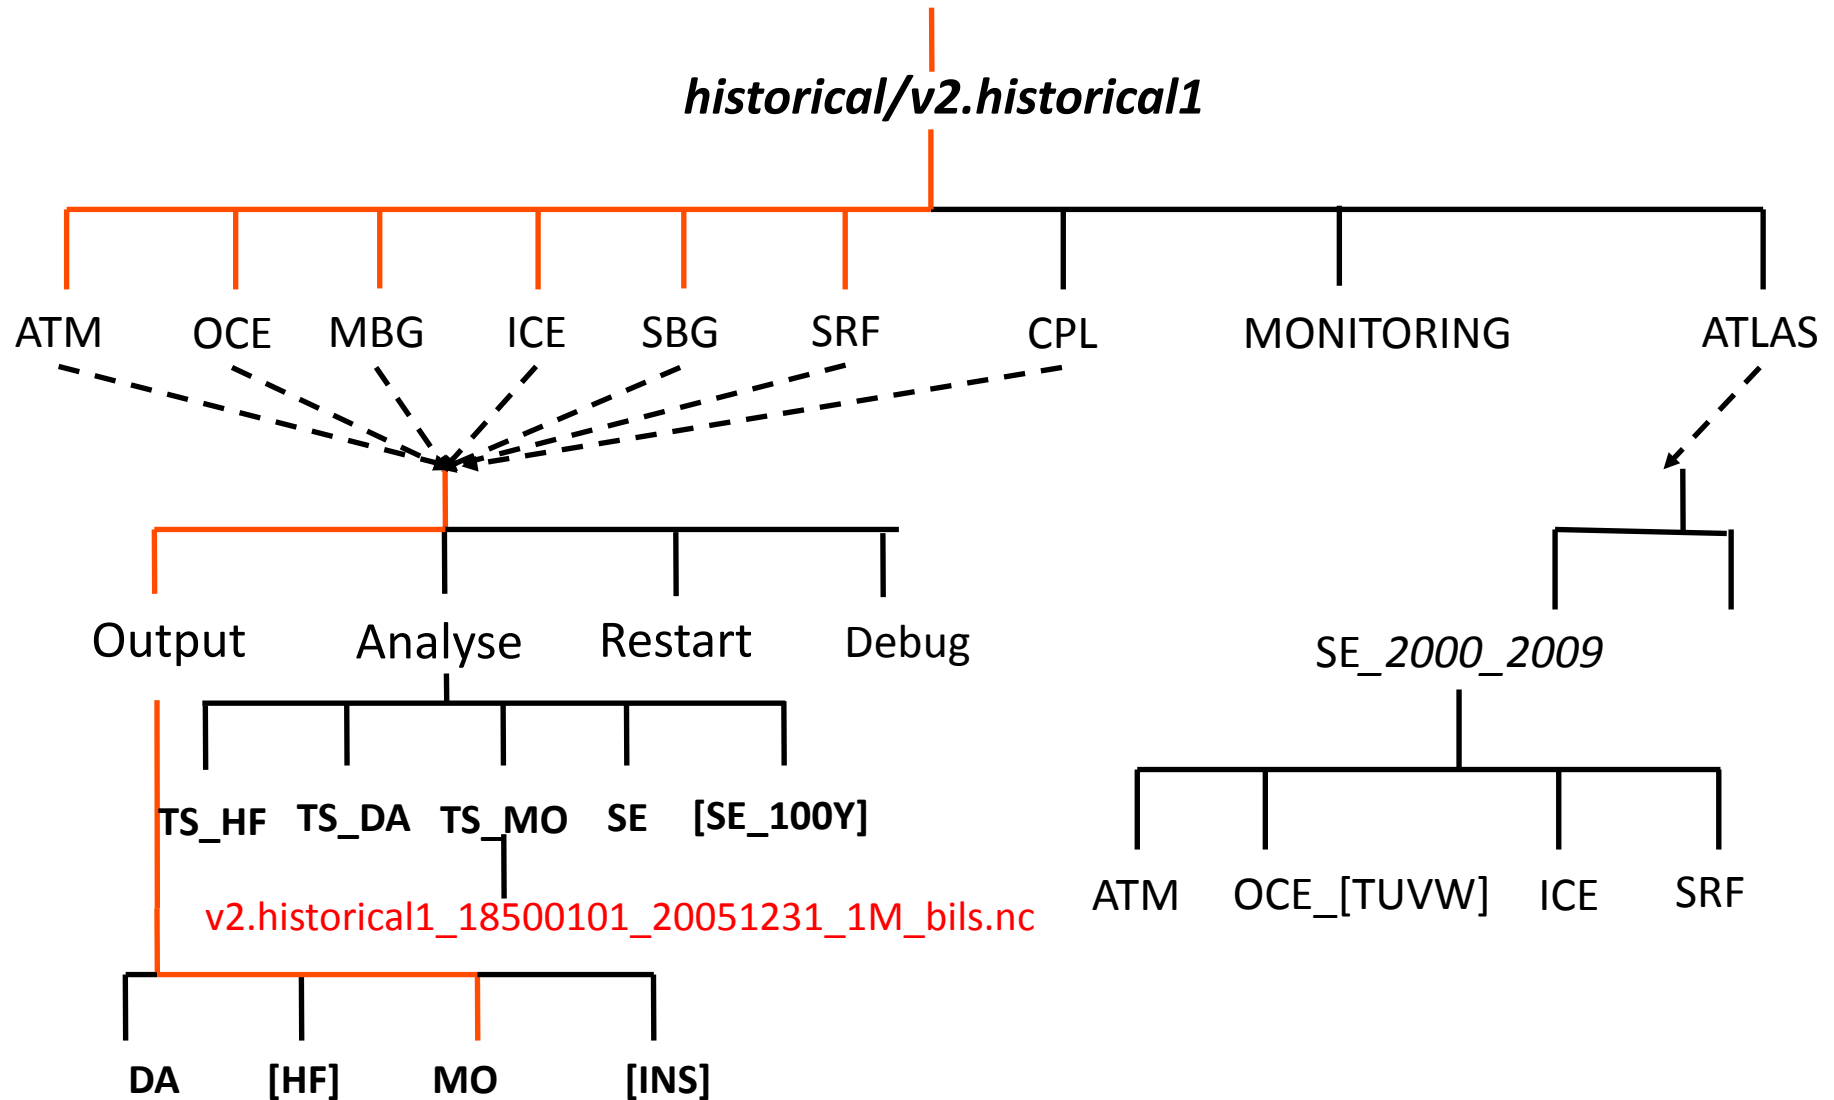 historical/v2.historical1
ATM OCE MBG ICE SBG SRF CPL MONITORING ATLAS
Output Analyse Restart Debug
SE_2000_2009
TS_HF TS_DA TS_MO SE [SE_100Y]
ATM OCE_[TUVW] ICE SRF
v2.historical1_18500101_20051231_1M_bils.nc
DA [HF] MO [INS]